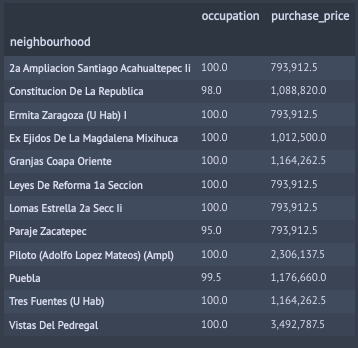 occupation purchase_price
neighbourhood
2a Ampliacion Santiago Acahualtepec Ii 100.0 793,912.5
Constitucion De La Republica 98.0 1,088,820.0
Ermita Zaragoza (U Hab) I 100.0 793,912.5
Ex Ejidos De La Magdalena Mixihuca 100.0 1,012,500.0
Granjas Coapa Oriente 100.0 1,164,262.5
Leyes De Reforma 1a Seccion 100.0 793,912.5
Lomas Estrella 2a Secc Ii 100.0 793,912.5
Paraje Zacatepec 95.0 793,912.5
Piloto (Adolfo Lopez Mateos) (Ampl) 100.0 2,306,137.5
Puebla 99.5 1,176,660.0
Tres Fuentes (U Hab) 100.0 1,164,262.5
Vistas Del Pedregal 100.0 3,492,787.5